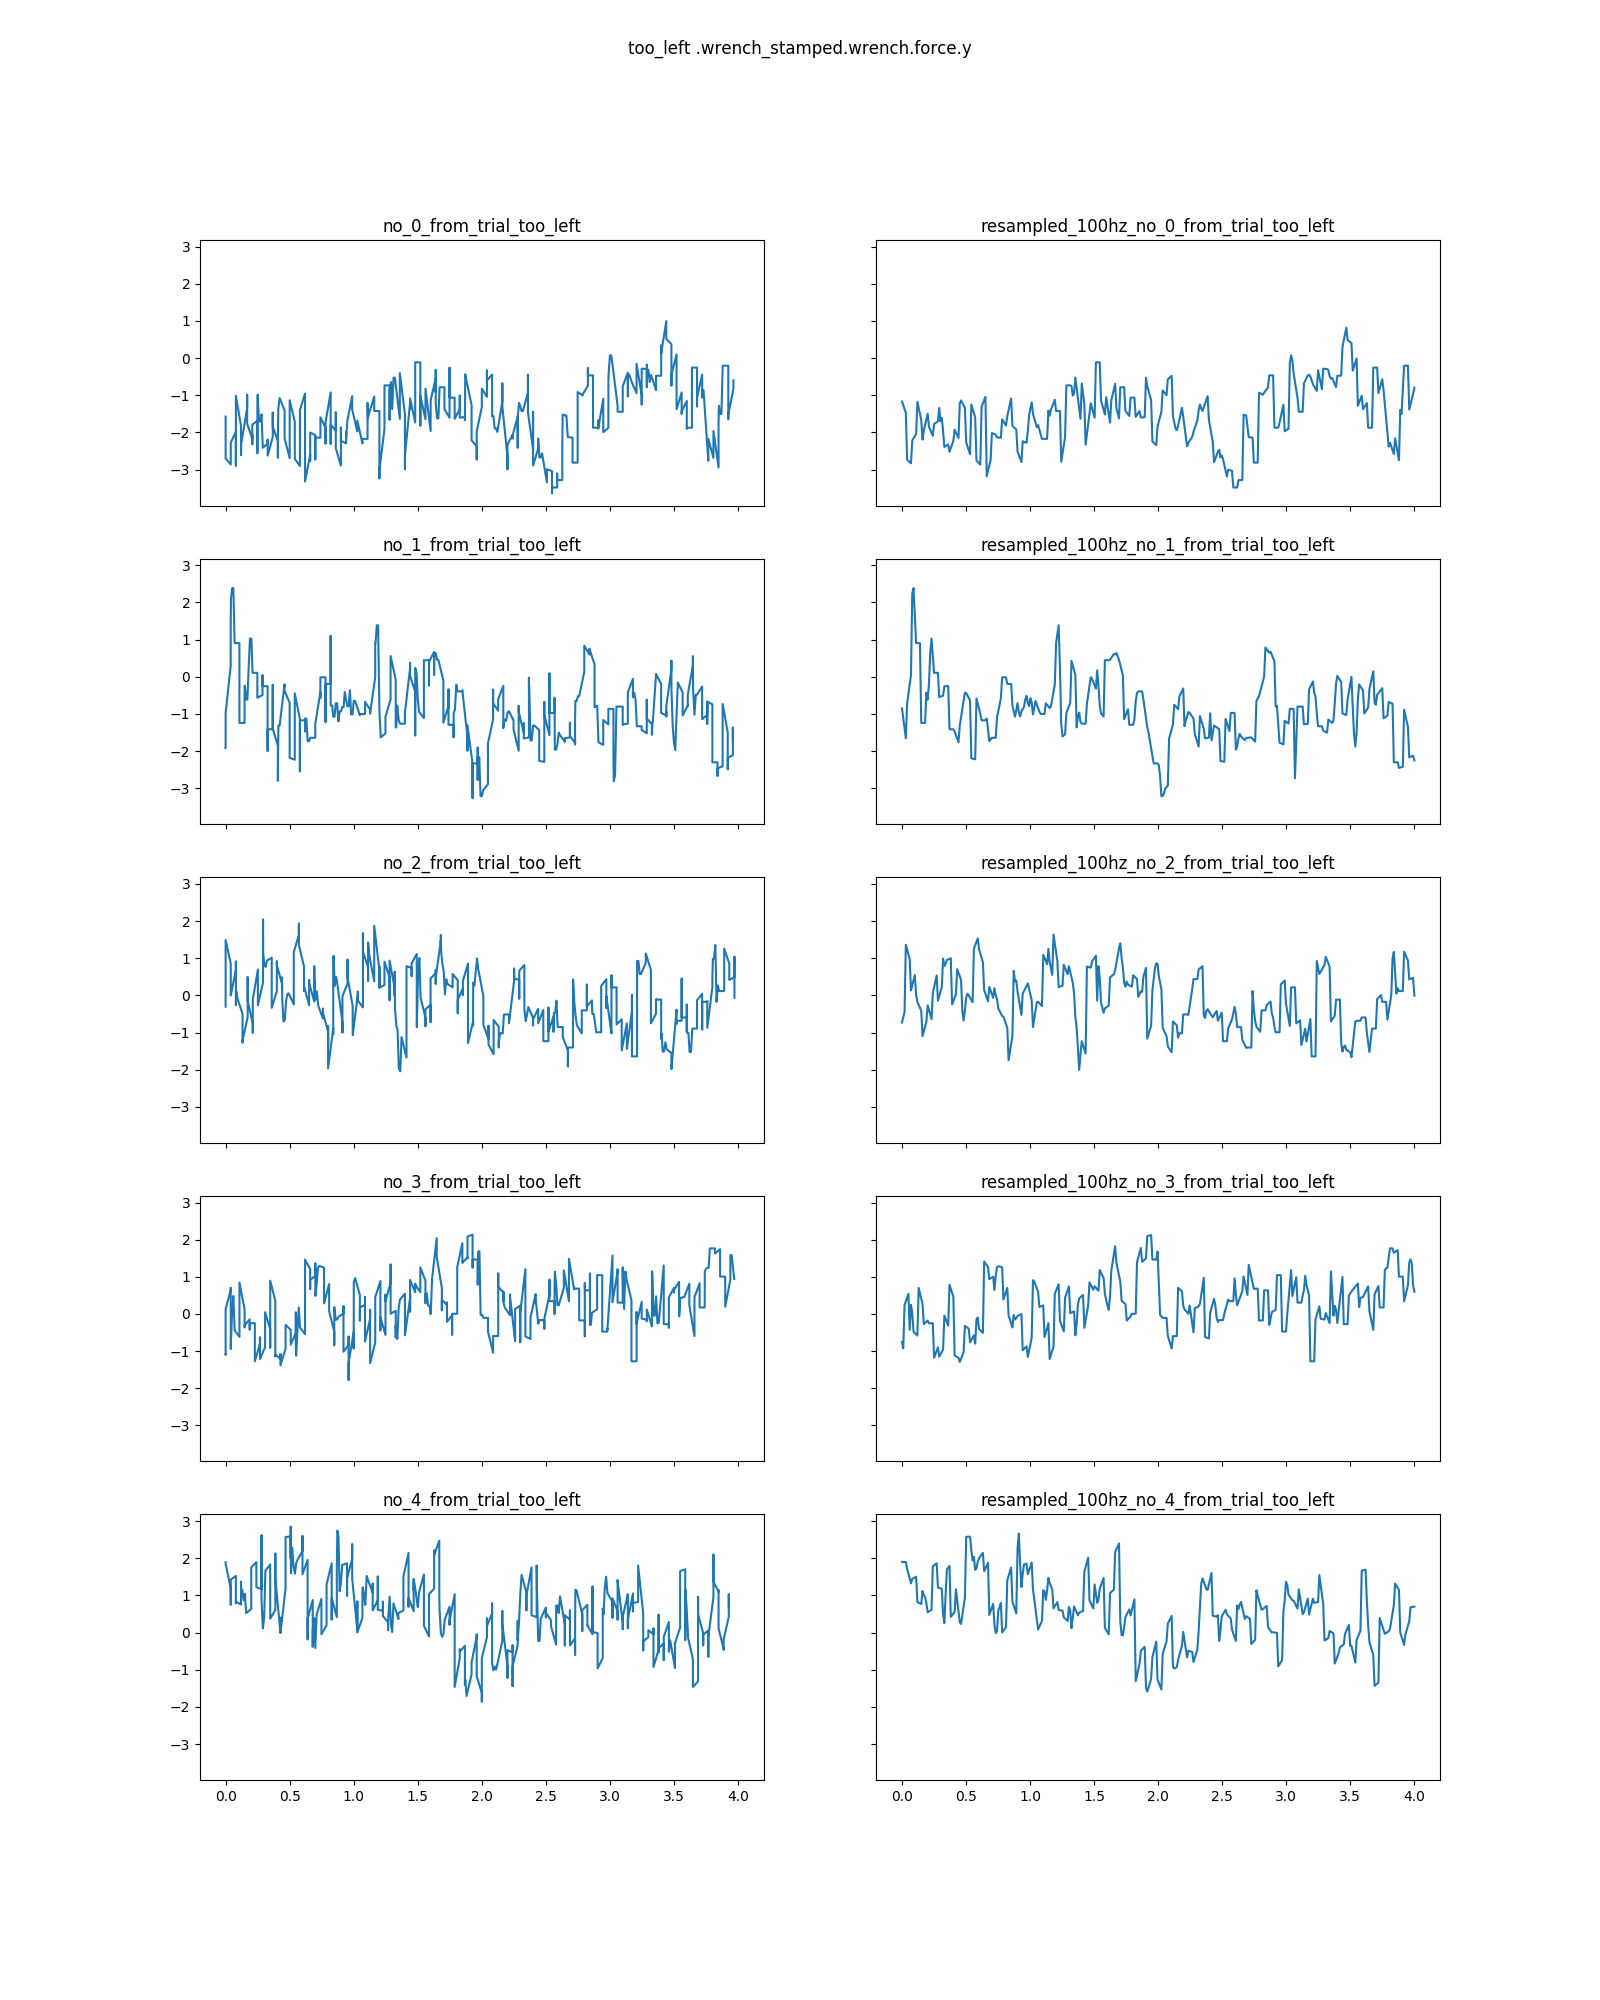 too_left .wrench_stamped.wrench.force.y
no_0_from_trial_too_left
resampled_100hz_no_0_from_trial_too_left
3
2
1
0
−1
−2
−3
no_1_from_trial_too_left
resampled_100hz_no_1_from_trial_too_left
3
2
1
0
−1
−2
−3
no_2_from_trial_too_left
resampled_100hz_no_2_from_trial_too_left
3
2
1
0
−1
−2
−3
no_3_from_trial_too_left
resampled_100hz_no_3_from_trial_too_left
3
2
1
0
−1
−2
−3
no_4_from_trial_too_left
resampled_100hz_no_4_from_trial_too_left
3
2
1
0
−1
−2
−3
0.0 0.5 1.0 1.5 2.0 2.5 3.0 3.5 4.0
0.0 0.5 1.0 1.5 2.0 2.5 3.0 3.5 4.0